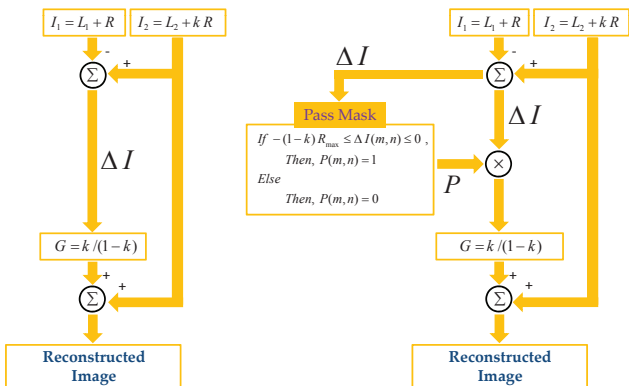 I₁ = L₁ + R
I₂ = L₂ + k R
-
+
Σ
ΔI
G = k/(1−k)
+
+
Σ
Reconstructed
Image
I₁ = L₁ + R
I₂ = L₂ + k R
-
+
Σ
ΔI
ΔI
Pass Mask
If −(1−k) R_max ≤ ΔI(m,n) ≤ 0 ,
Then, P(m,n) = 1
Else
Then, P(m,n) = 0
P
×
G = k/(1−k)
+
+
Σ
Reconstructed
Image